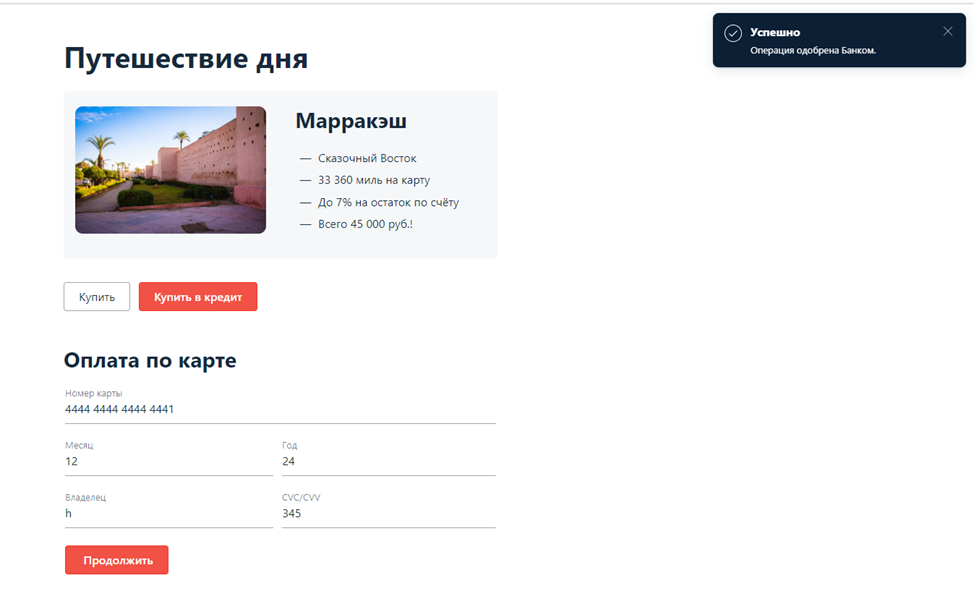 Успешно
Операция одобрена Банком.
Путешествие дня
Марракэш
— Сказочный Восток
— 33 360 миль на карту
— До 7% на остаток по счёту
— Всего 45 000 руб.!
Купить
Купить в кредит
Оплата по карте
Номер карты
4444 4444 4444 4441
Месяц
Год
12
24
Владелец
CVC/CVV
h
345
Продолжить